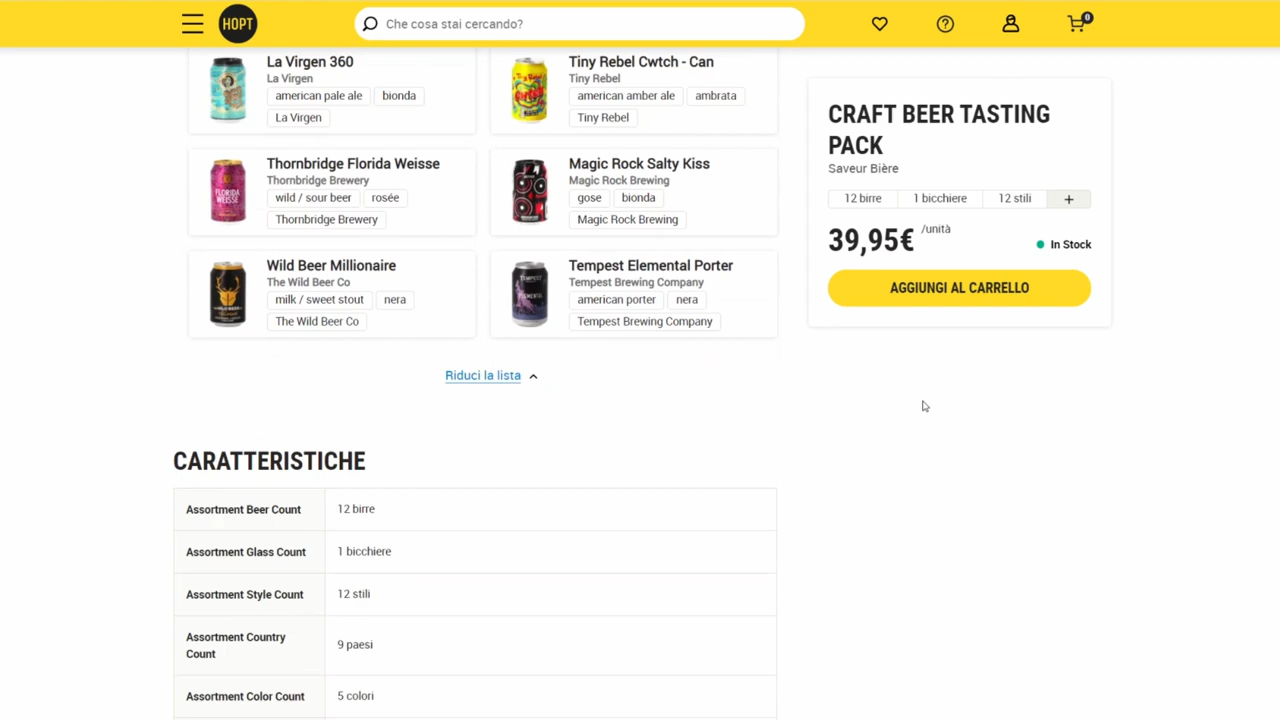 HOPT
Che cosa stai cercando?
0
La Virgen 360
La Virgen
american pale ale
bionda
La Virgen
Tiny Rebel Cwtch - Can
Tiny Rebel
american amber ale
ambrata
Tiny Rebel
Thornbridge Florida Weisse
Thornbridge Brewery
wild / sour beer
rosée
Thornbridge Brewery
FLORIDA
WEISSE
Magic Rock Salty Kiss
Magic Rock Brewing
gose
bionda
Magic Rock Brewing
Wild Beer Millionaire
The Wild Beer Co
milk / sweet stout
nera
The Wild Beer Co
Tempest Elemental Porter
Tempest Brewing Company
american porter
nera
Tempest Brewing Company
Riduci la lista
CRAFT BEER TASTING
PACK
Saveur Bière
12 birre
1 bicchiere
12 stili
+
39,95€ /unità
In Stock
AGGIUNGI AL CARRELLO
CARATTERISTICHE
Assortment Beer Count
12 birre
Assortment Glass Count
1 bicchiere
Assortment Style Count
12 stili
Assortment Country
Count
9 paesi
Assortment Color Count
5 colori